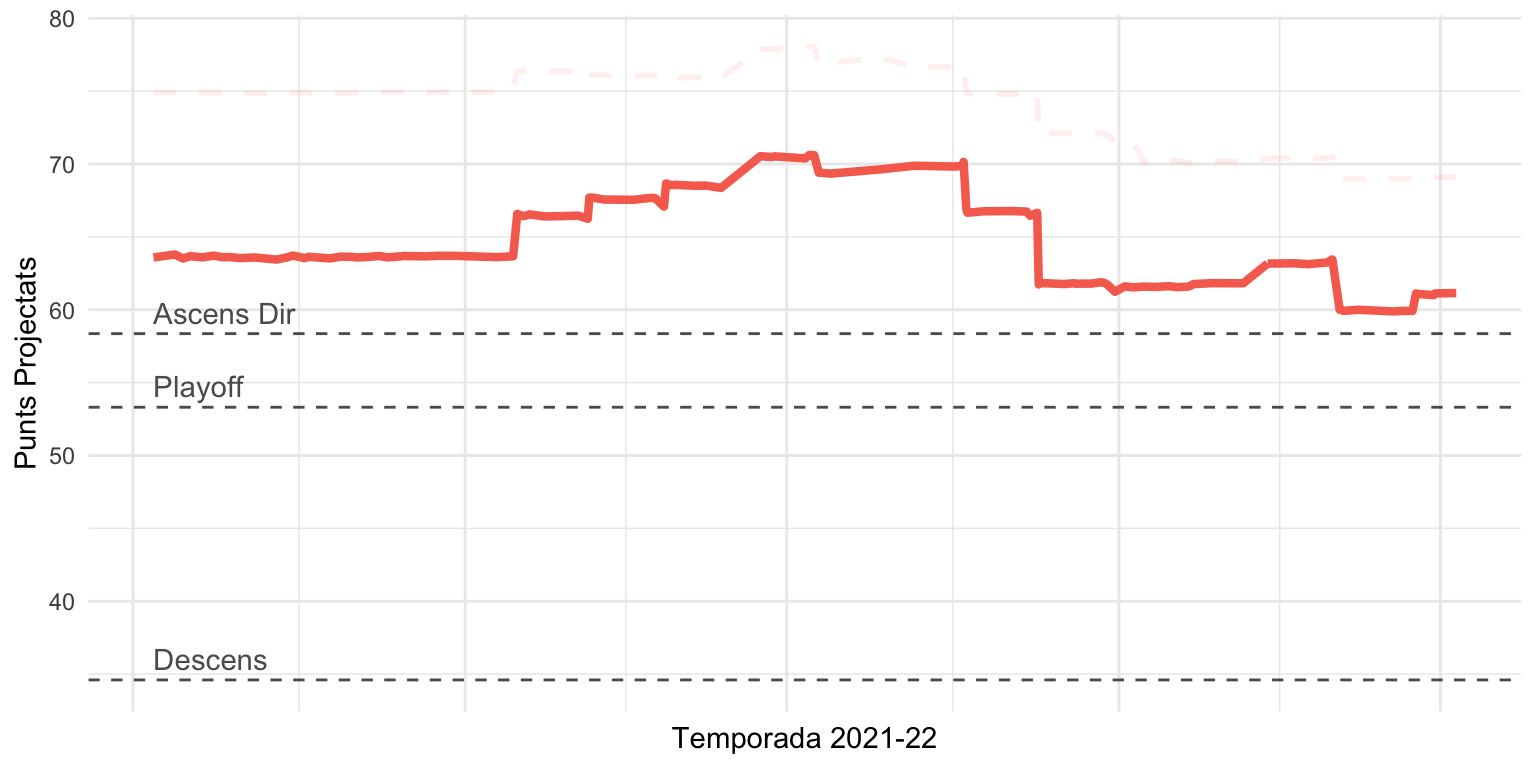 80
70
60
50
40
Punts Projectats
Ascens Dir
Playoff
Descens
Temporada 2021-22